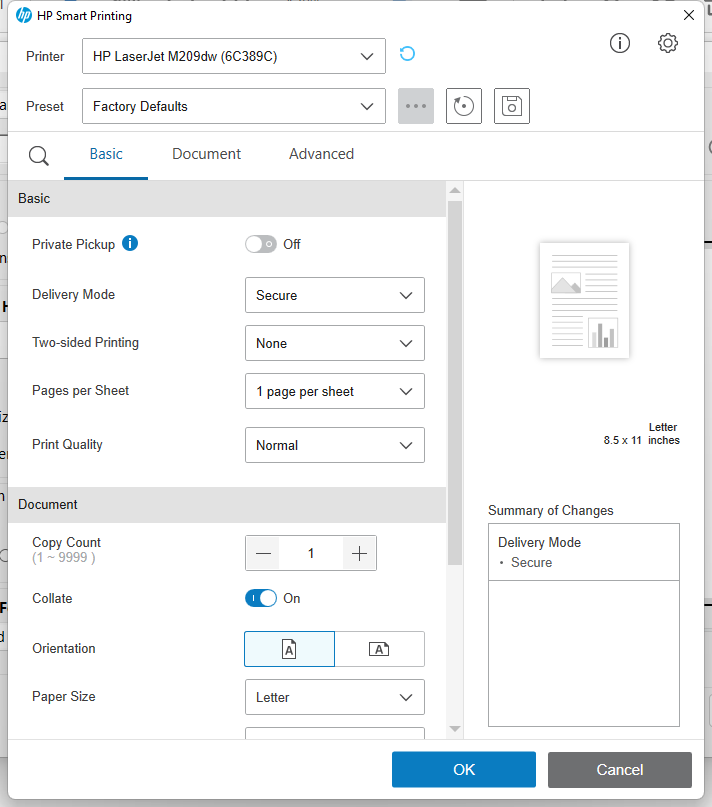 HP Smart Printing
Printer
HP LaserJet M209dw (6C389C)
Preset
Factory Defaults
Basic
Document
Advanced
Basic
Private Pickup
Off
Delivery Mode
Secure
Two-sided Printing
None
Pages per Sheet
1 page per sheet
Print Quality
Normal
Letter
8.5 x 11 inches
Document
Copy Count
(1 ~ 9999 )
1
Collate
On
Orientation
A
A
Paper Size
Letter
Summary of Changes
Delivery Mode
• Secure
OK
Cancel